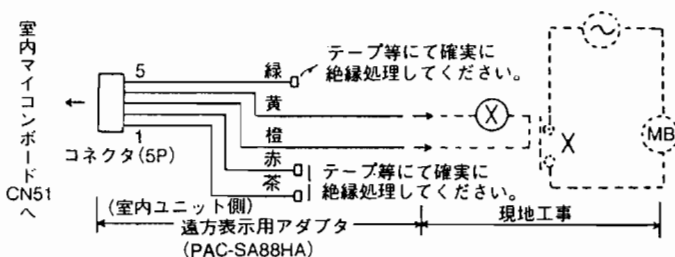 室内マイコンボード
CN51
へ
5
1
コネクタ(5P)
緑
テープ等にて確実に
絶縁処理してください。
黄
橙
赤
茶
テープ等にて確実に
絶縁処理してください。
X
X
MB
(室内ユニット側)
遠方表示用アダプタ
(PAC-SA88HA)
現地工事